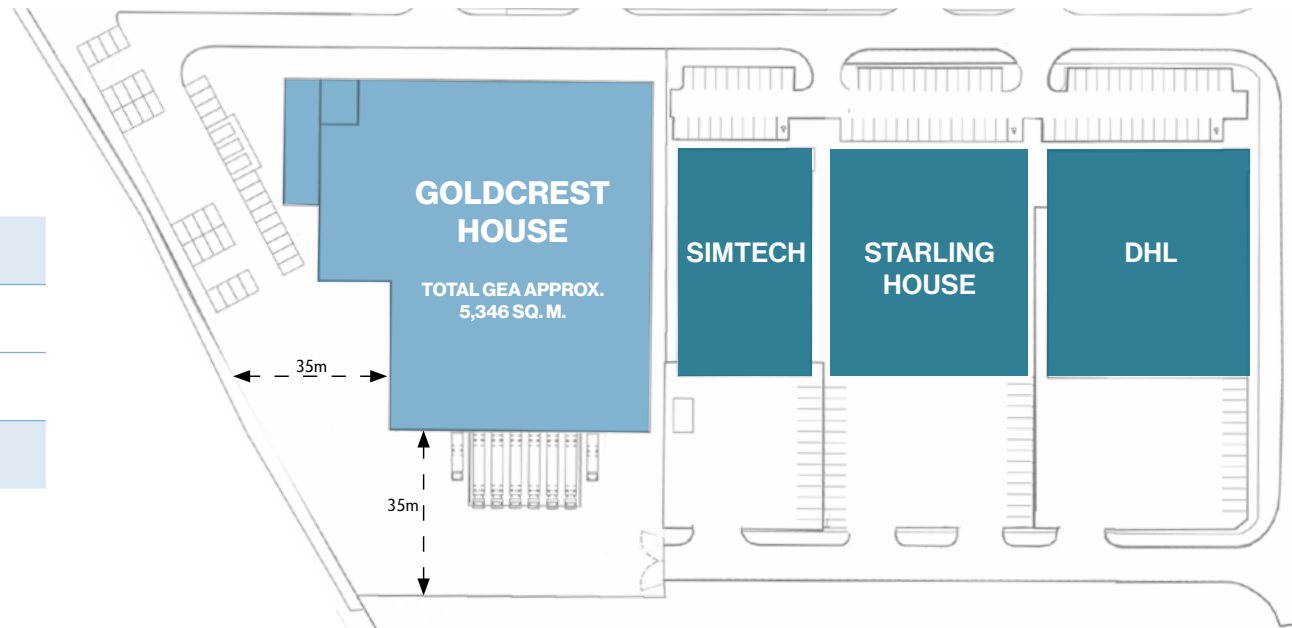 GOLDCREST
HOUSE
TOTAL GEA APPROX.
5,346 SQ. M.
SIMTECH
STARLING
HOUSE
DHL
35m
35m